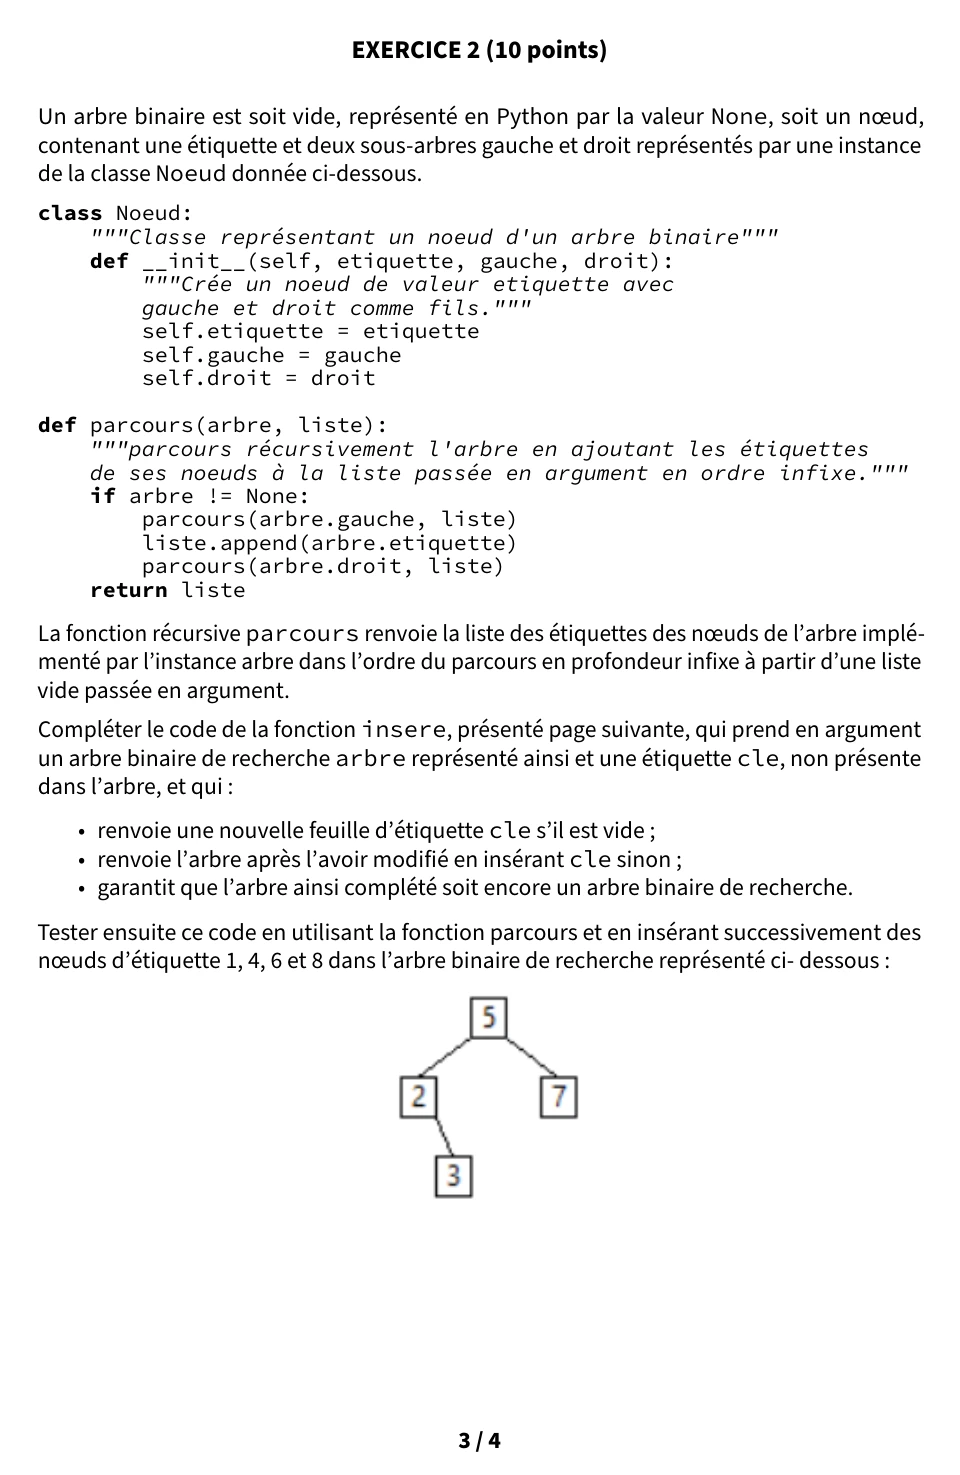 EXERCICE 2 (10 points)
Un arbre binaire est soit vide, représenté en Python par la valeur None, soit un nœud,
contenant une étiquette et deux sous-arbres gauche et droit représentés par une instance
de la classe Noeud donnée ci-dessous.
class Noeud:
    """Classe représentant un noeud d'un arbre binaire"""
    def __init__(self, etiquette, gauche, droit):
        """Crée un noeud de valeur etiquette avec
        gauche et droit comme fils."""
        self.etiquette = etiquette
        self.gauche = gauche
        self.droit = droit
def parcours(arbre, liste):
    """parcours récursivement l'arbre en ajoutant les étiquettes
    de ses noeuds à la liste passée en argument en ordre infixe."""
    if arbre != None:
        parcours(arbre.gauche, liste)
        liste.append(arbre.etiquette)
        parcours(arbre.droit, liste)
    return liste
La fonction récursive parcours renvoie la liste des étiquettes des nœuds de l’arbre implé-
menté par l’instance arbre dans l’ordre du parcours en profondeur infixe à partir d’une liste
vide passée en argument.
Compléter le code de la fonction insere, présenté page suivante, qui prend en argument
un arbre binaire de recherche arbre représenté ainsi et une étiquette cle, non présente
dans l’arbre, et qui :
• renvoie une nouvelle feuille d’étiquette cle s’il est vide ;
• renvoie l’arbre après l’avoir modifié en insérant cle sinon ;
• garantit que l’arbre ainsi complété soit encore un arbre binaire de recherche.
Tester ensuite ce code en utilisant la fonction parcours et en insérant successivement des
nœuds d’étiquette 1, 4, 6 et 8 dans l’arbre binaire de recherche représenté ci- dessous :
5
2 7
3
3 / 4